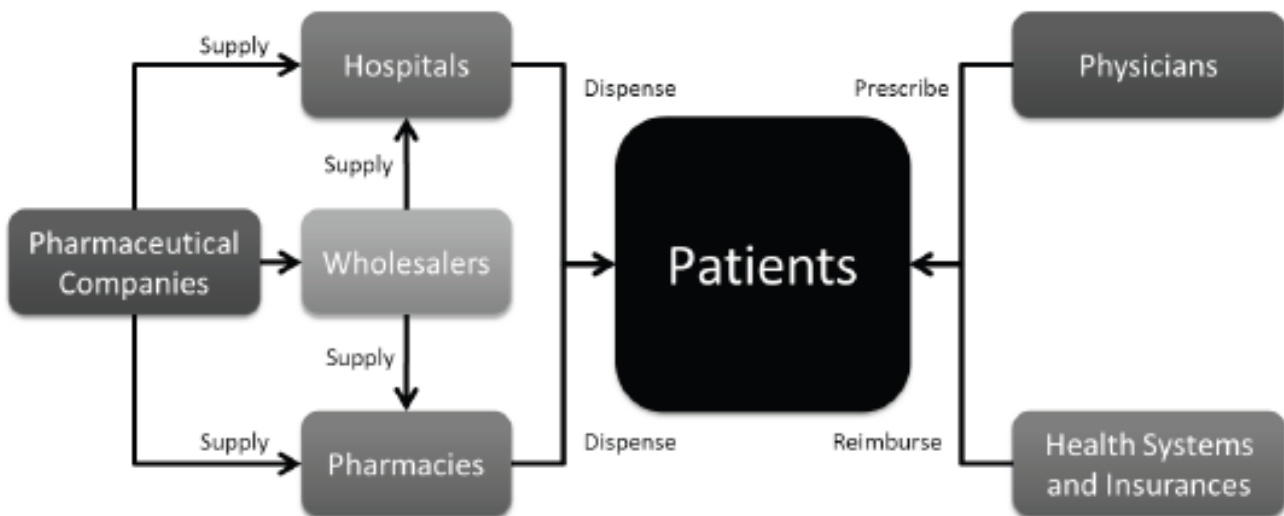 Supply
Hospitals
Physicians
Dispense
Prescribe
Supply
Pharmaceutical
Companies
Wholesalers
Patients
Supply
Supply
Pharmacies
Dispense
Reimburse
Health Systems
and Insurances